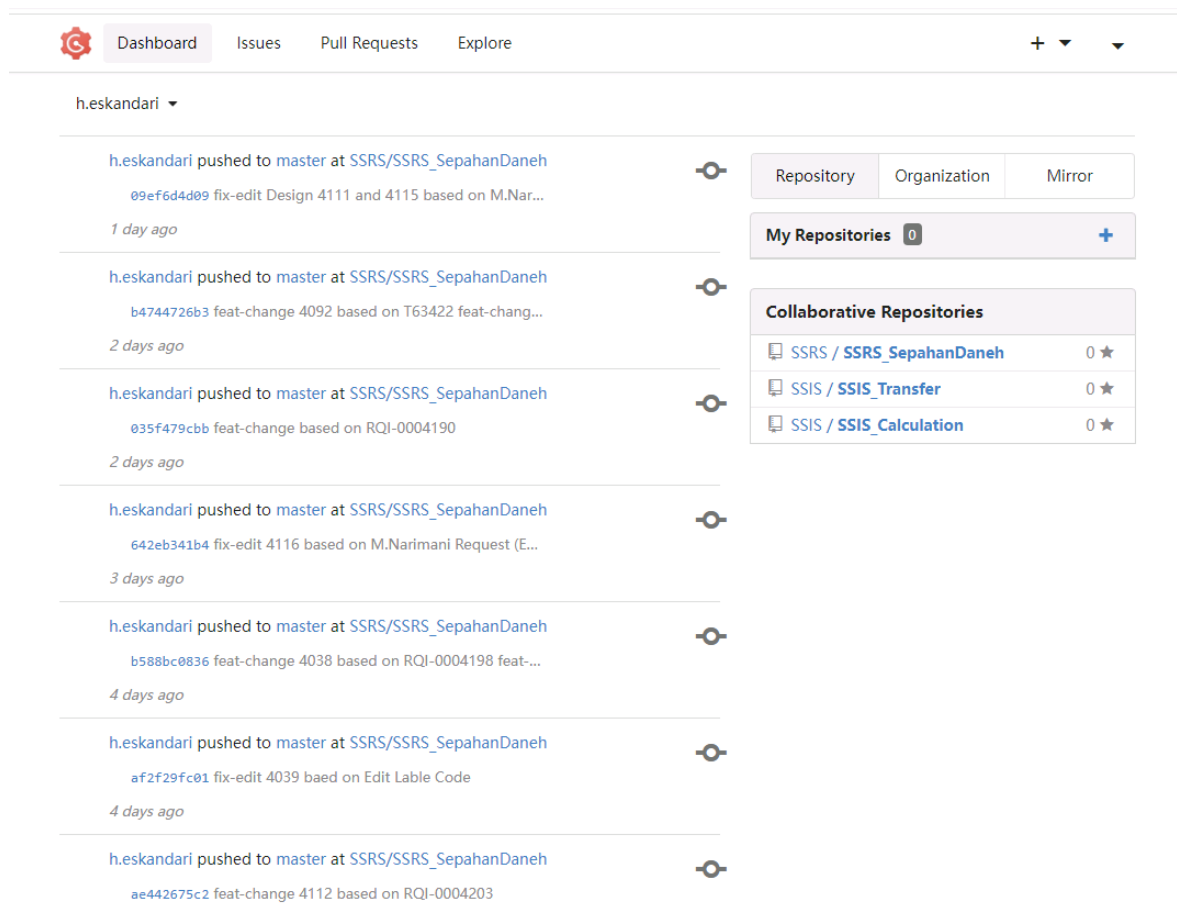 Dashboard Issues Pull Requests Explore
h.eskandari
h.eskandari pushed to master at SSRS/SSRS_SepahanDaneh
09ef6d4d09 fix-edit Design 4111 and 4115 based on M.Nar...
1 day ago
h.eskandari pushed to master at SSRS/SSRS_SepahanDaneh
b4744726b3 feat-change 4092 based on T63422 feat-chang...
2 days ago
h.eskandari pushed to master at SSRS/SSRS_SepahanDaneh
035f479cbb feat-change based on RQI-0004190
2 days ago
h.eskandari pushed to master at SSRS/SSRS_SepahanDaneh
642eb341b4 fix-edit 4116 based on M.Narimani Request (E...
3 days ago
h.eskandari pushed to master at SSRS/SSRS_SepahanDaneh
b588bc0836 feat-change 4038 based on RQI-0004198 feat-...
4 days ago
h.eskandari pushed to master at SSRS/SSRS_SepahanDaneh
af2f29fc01 fix-edit 4039 baed on Edit Lable Code
4 days ago
h.eskandari pushed to master at SSRS/SSRS_SepahanDaneh
ae442675c2 feat-change 4112 based on RQI-0004203
Repository Organization Mirror
My Repositories 0
Collaborative Repositories
SSRS / SSRS_SepahanDaneh 0
SSIS / SSIS_Transfer 0
SSIS / SSIS_Calculation 0